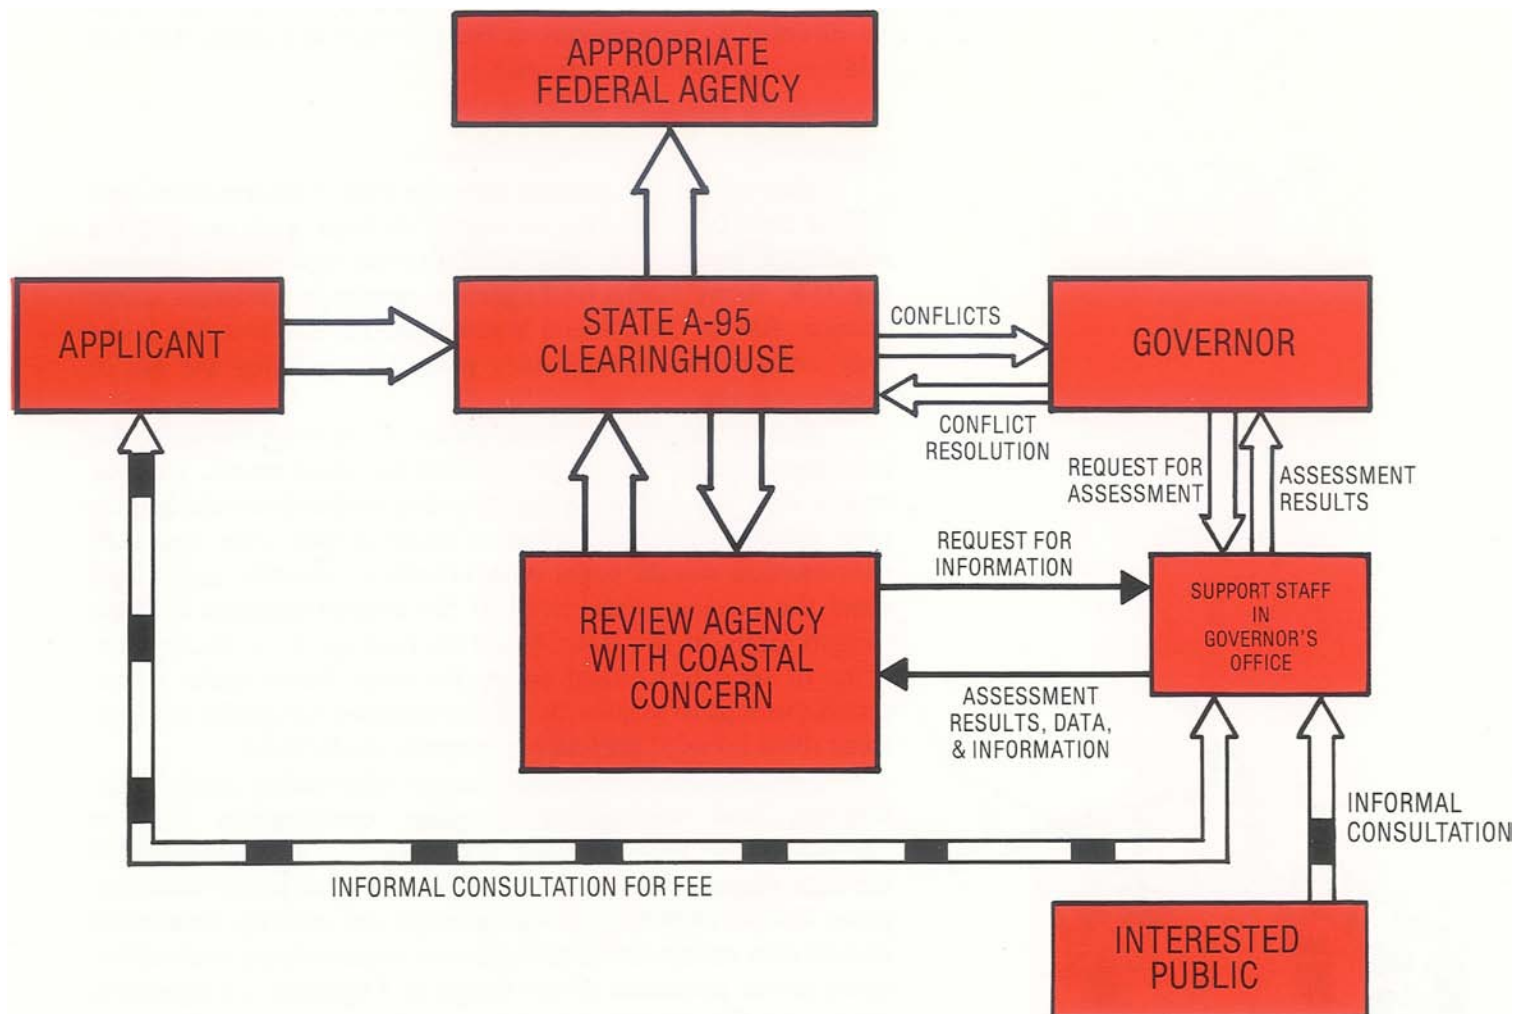 APPROPRIATE
FEDERAL AGENCY
APPLICANT
STATE A-95
CLEARINGHOUSE
CONFLICTS
GOVERNOR
CONFLICT
RESOLUTION
REQUEST FOR
ASSESSMENT
ASSESSMENT
RESULTS
REVIEW AGENCY
WITH COASTAL
CONCERN
REQUEST FOR
INFORMATION
SUPPORT STAFF
IN
GOVERNOR'S
OFFICE
ASSESSMENT
RESULTS, DATA,
& INFORMATION
INFORMAL
CONSULTATION
INFORMAL CONSULTATION FOR FEE
INTERESTED
PUBLIC